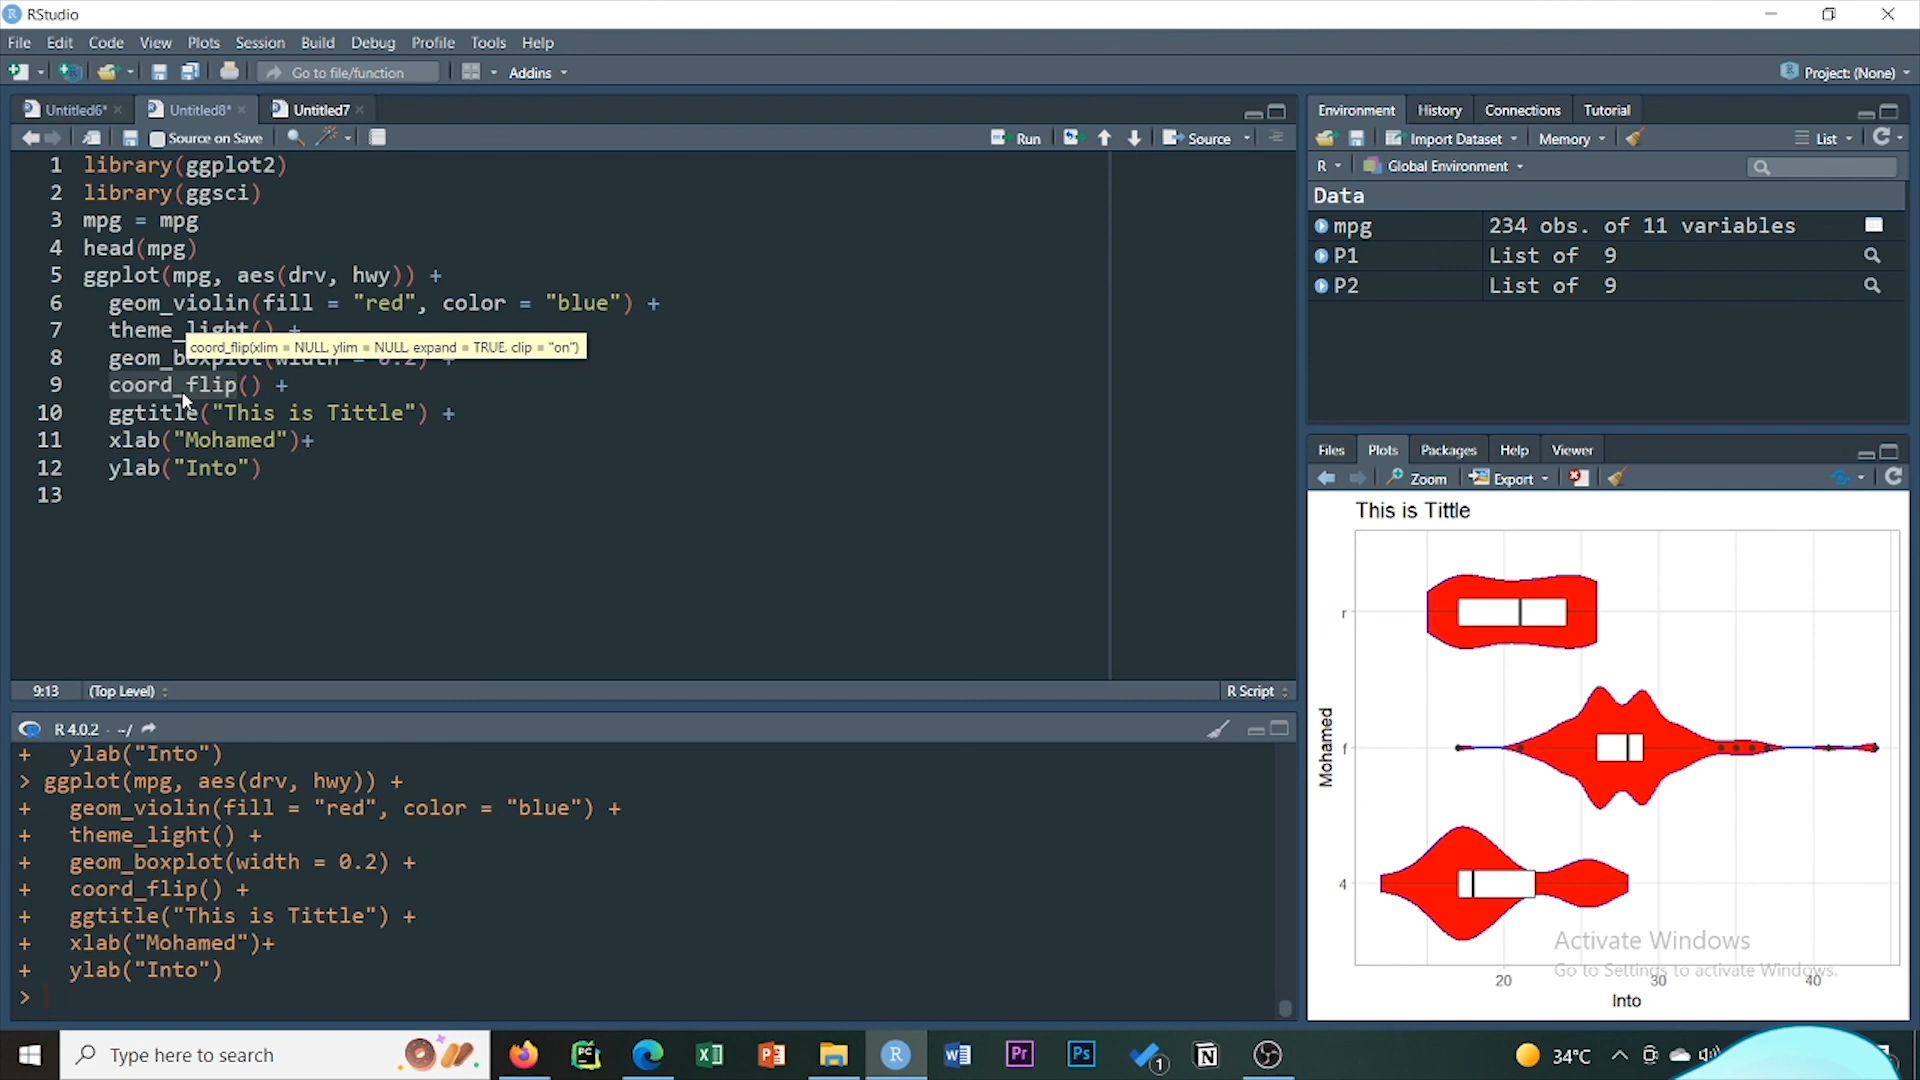 RStudio
File Edit Code View Plots Session Build Debug Profile Tools Help
Go to file/function Addins Project: (None)
Untitled6* Untitled8* Untitled7
Source on Save Run Source
1 library(ggplot2)
2 library(ggsci)
3 mpg = mpg
4 head(mpg)
5 ggplot(mpg, aes(drv, hwy)) +
6 geom_violin(fill = "red", color = "blue") +
7 theme_light() +
coord_flip(xlim = NULL, ylim = NULL, expand = TRUE, clip = "on")
8 geom_boxplot(width = 0.2) +
9 coord_flip() +
10 ggtitle("This is Tittle") +
11 xlab("Mohamed")+
12 ylab("Into")
13
9:13 (Top Level) R Script
R 4.0.2 · ~/
+ ylab("Into")
> ggplot(mpg, aes(drv, hwy)) +
+ geom_violin(fill = "red", color = "blue") +
+ theme_light() +
+ geom_boxplot(width = 0.2) +
+ coord_flip() +
+ ggtitle("This is Tittle") +
+ xlab("Mohamed")+
+ ylab("Into")
>
Environment History Connections Tutorial
Import Dataset Memory List
R Global Environment
Data
mpg 234 obs. of 11 variables
P1 List of 9
P2 List of 9
Files Plots Packages Help Viewer
Zoom Export
This is Tittle
r
f
4
Mohamed
20 30 40
Into
Activate Windows
Go to Settings to activate Windows.
Type here to search
PC
Pr
Ps
1
34°C